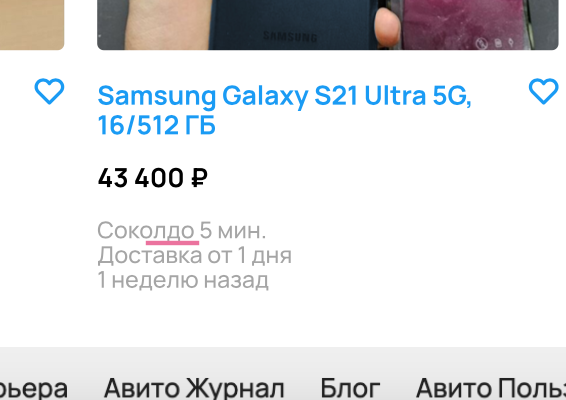 SAMSUNG
Samsung Galaxy S21 Ultra 5G,
16/512 ГБ
43 400 ₽
Соколдо 5 мин.
Доставка от 1 дня
1 неделю назад
рьера Авито Журнал Блог Авито Поль